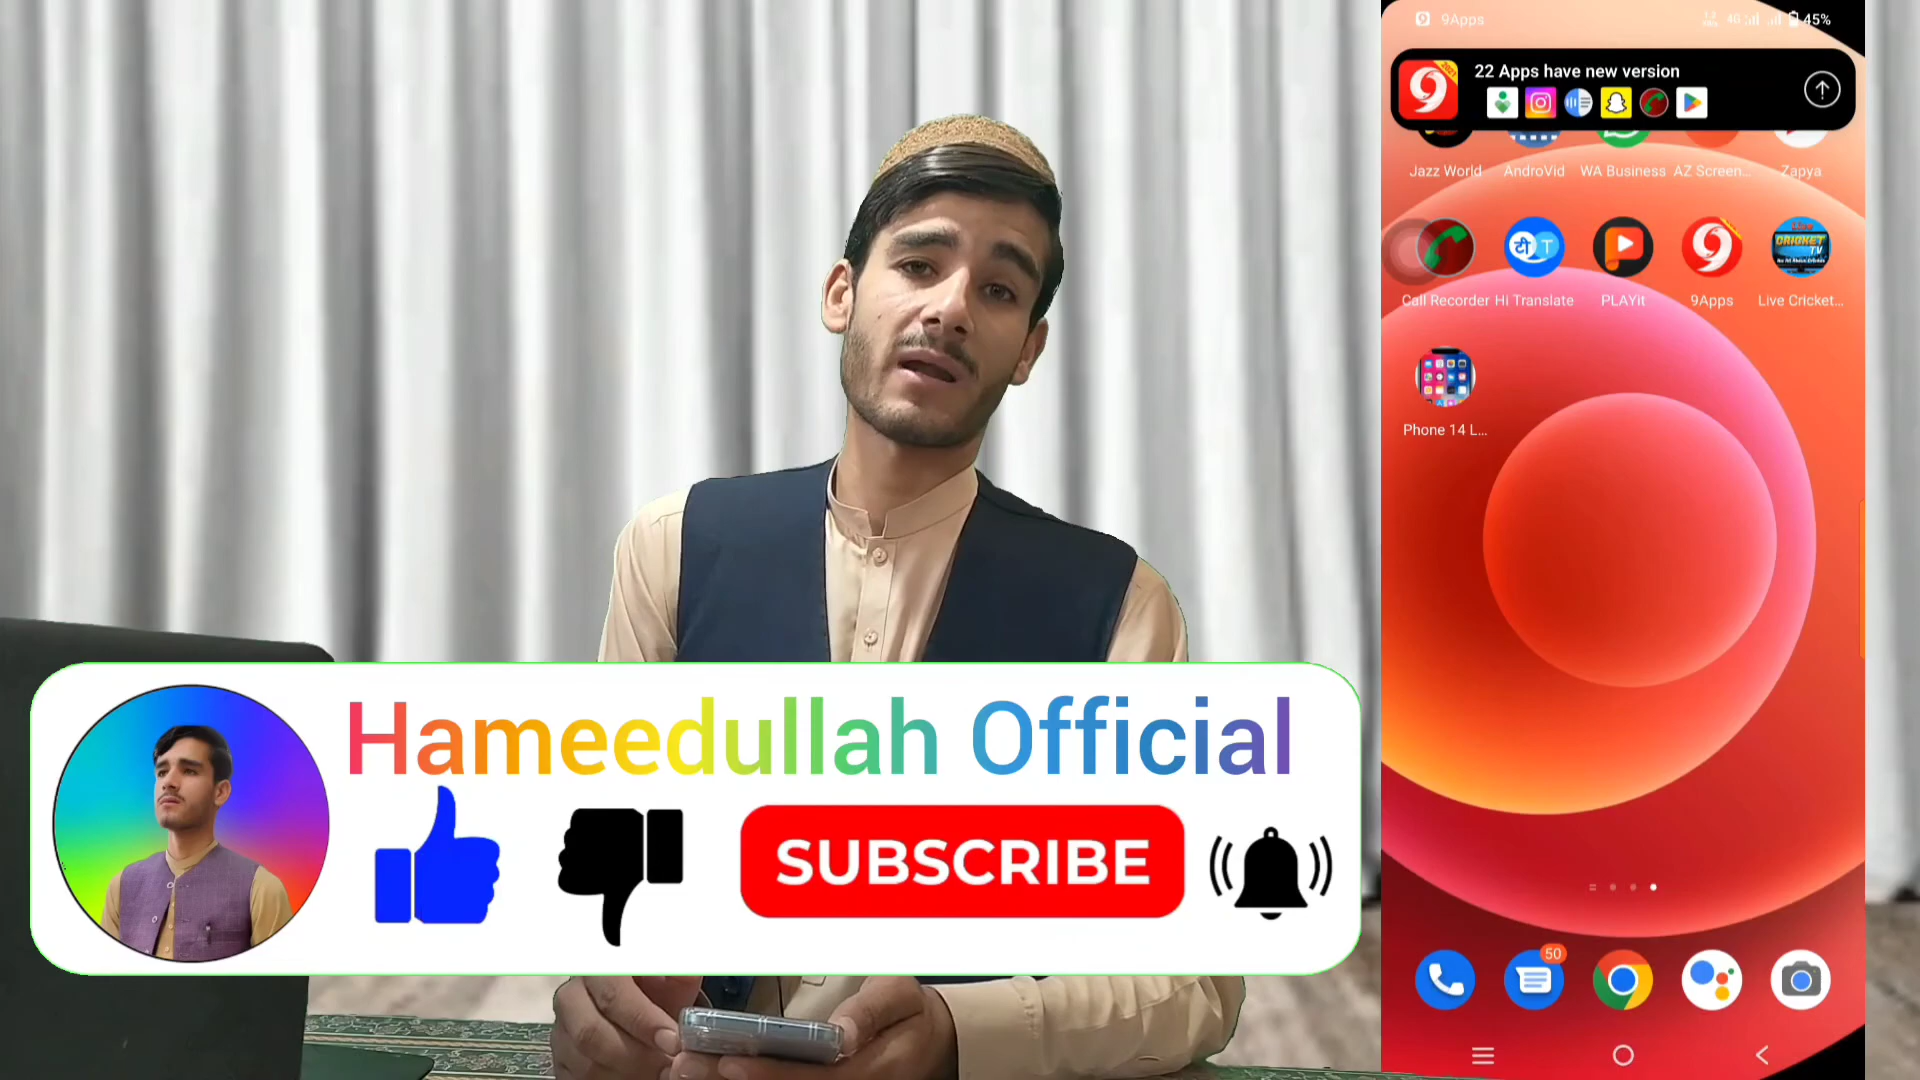 9Apps
4G 45%
22 Apps have new version
Jazz World AndroVid WA Business AZ Screen... Zapya
Call Recorder Hi Translate PLAYit 9Apps Live Cricket...
Phone 14 L...
Hameedullah Official
SUBSCRIBE
50